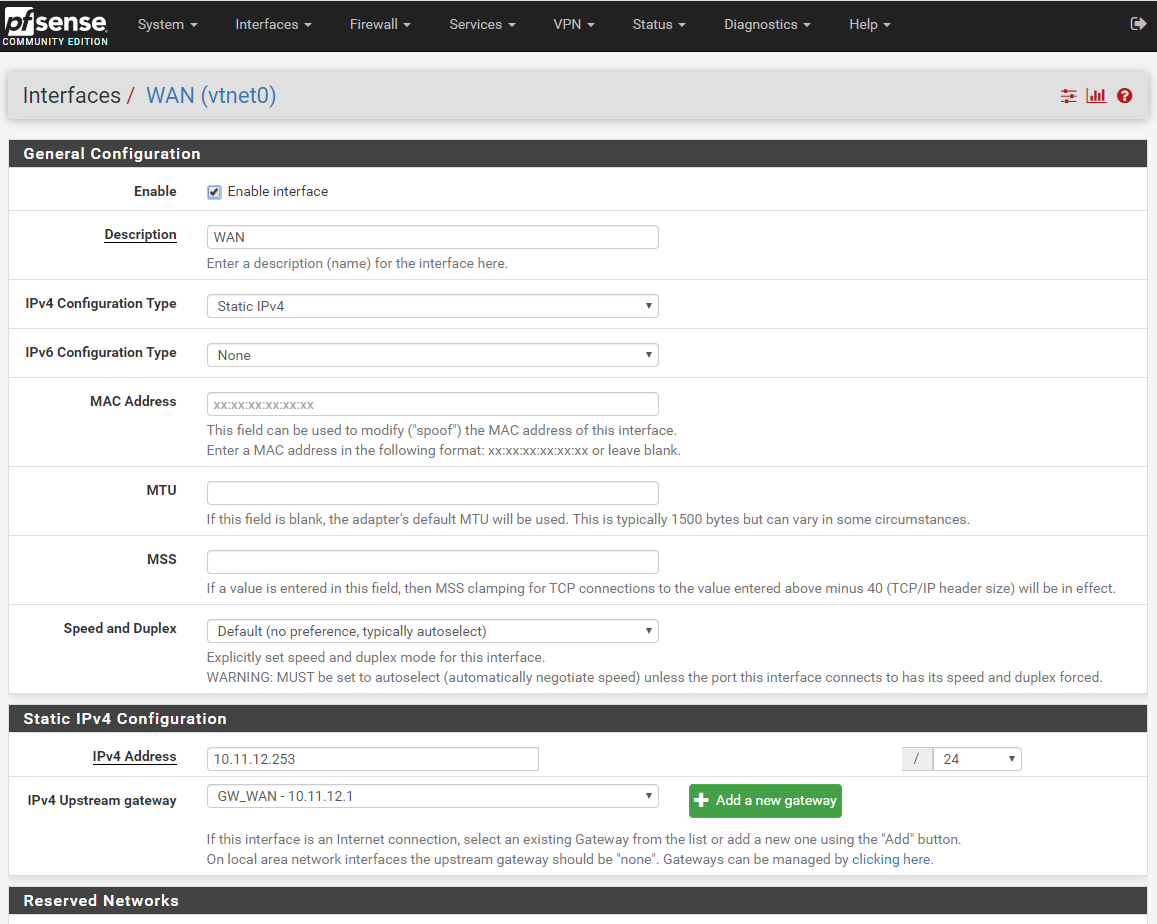 pfsense
COMMUNITY EDITION
System Interfaces Firewall Services VPN Status Diagnostics Help
Interfaces / WAN (vtnet0)
General Configuration
Enable Enable interface
Description WAN
Enter a description (name) for the interface here.
IPv4 Configuration Type Static IPv4
IPv6 Configuration Type None
MAC Address xx:xx:xx:xx:xx:xx
This field can be used to modify ("spoof") the MAC address of this interface.
Enter a MAC address in the following format: xx:xx:xx:xx:xx:xx or leave blank.
MTU
If this field is blank, the adapter's default MTU will be used. This is typically 1500 bytes but can vary in some circumstances.
MSS
If a value is entered in this field, then MSS clamping for TCP connections to the value entered above minus 40 (TCP/IP header size) will be in effect.
Speed and Duplex Default (no preference, typically autoselect)
Explicitly set speed and duplex mode for this interface.
WARNING: MUST be set to autoselect (automatically negotiate speed) unless the port this interface connects to has its speed and duplex forced.
Static IPv4 Configuration
IPv4 Address 10.11.12.253 / 24
IPv4 Upstream gateway GW_WAN - 10.11.12.1 Add a new gateway
If this interface is an Internet connection, select an existing Gateway from the list or add a new one using the "Add" button.
On local area network interfaces the upstream gateway should be "none". Gateways can be managed by clicking here.
Reserved Networks